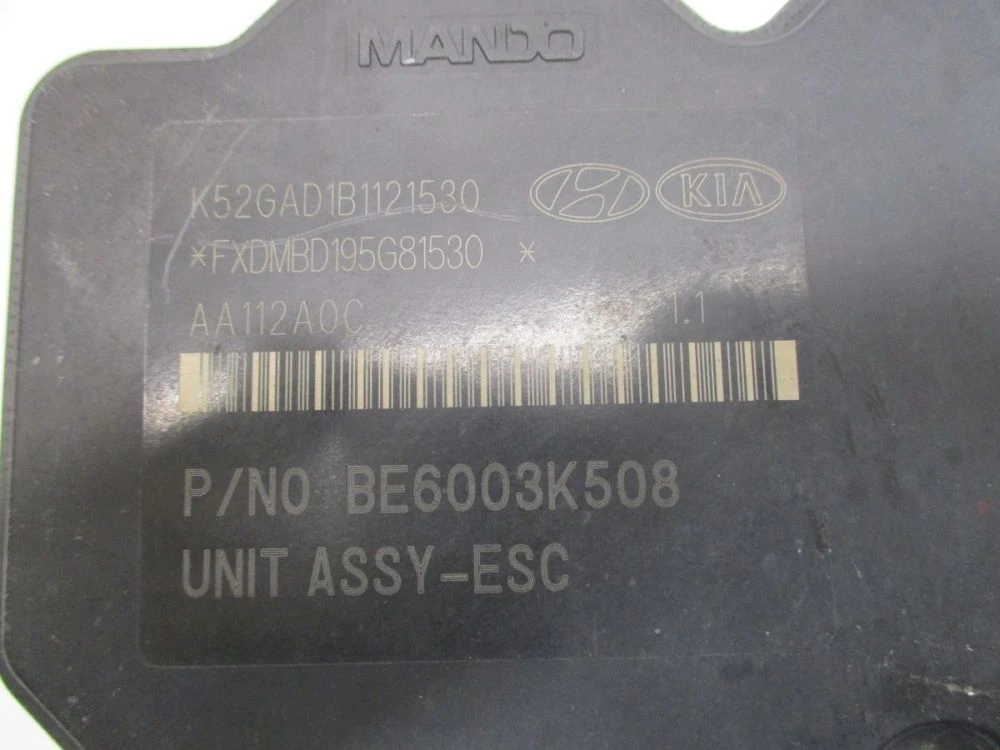 MANDO
K52GAD1B1121530
KIA
*FXDMBD195G81530 *
AA112A0C 1.1
P/NO BE6003K508
UNIT ASSY-ESC